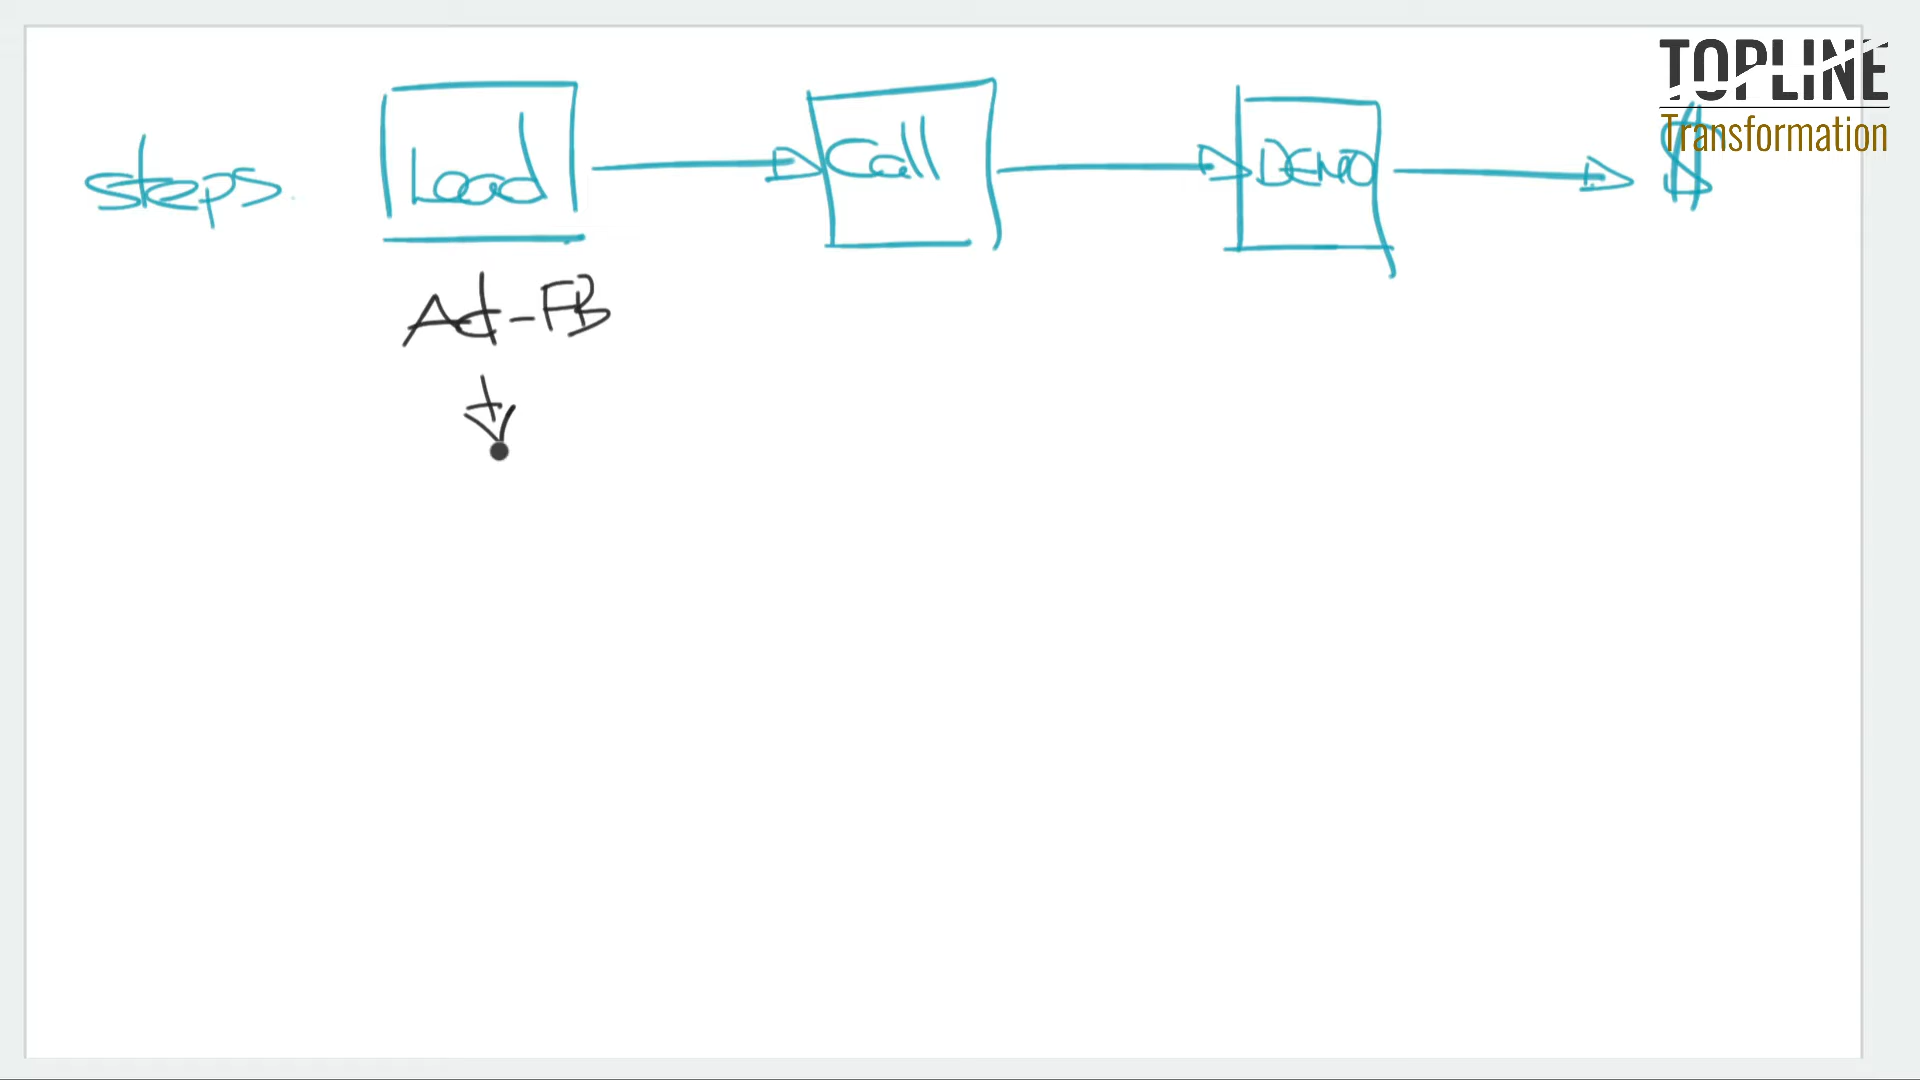 TOPLINE
Transformation
steps.
Lead
Call
DEMO
$
Ad-FB